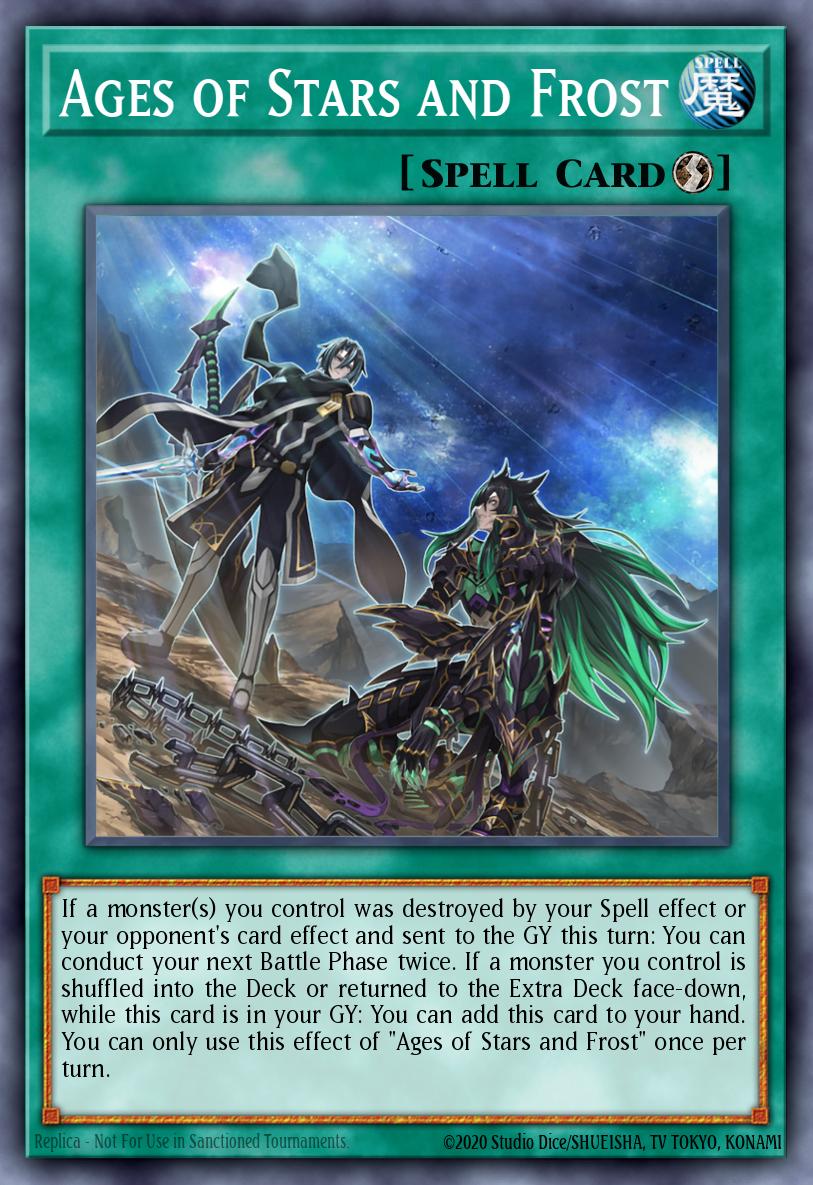 AGES OF STARS AND FROST
SPELL
魔
[SPELL CARD]
If a monster(s) you control was destroyed by your Spell effect or
your opponent's card effect and sent to the GY this turn: You can
conduct your next Battle Phase twice. If a monster you control is
shuffled into the Deck or returned to the Extra Deck face-down,
while this card is in your GY: You can add this card to your hand.
You can only use this effect of "Ages of Stars and Frost" once per
turn.
Replica - Not For Use in Sanctioned Tournaments.
©2020 Studio Dice/SHUEISHA, TV TOKYO, KONAMI